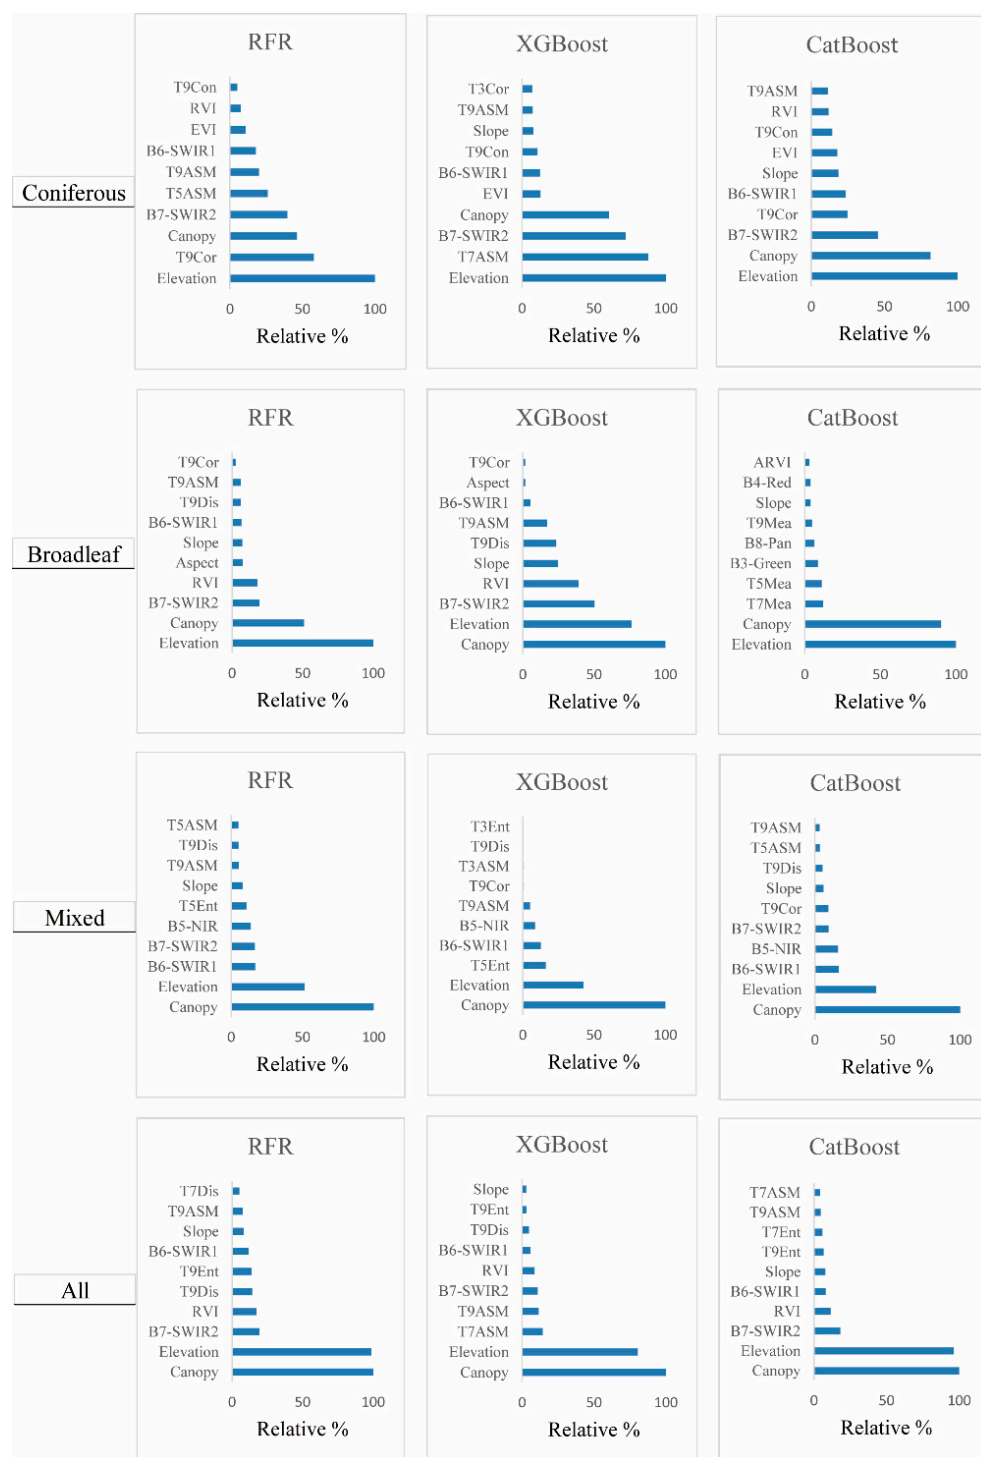 Coniferous
RFR
T9Con
RVI
EVI
B6-SWIR1
T9ASM
T5ASM
B7-SWIR2
Canopy
T9Cor
Elevation
0 50 100
Relative %
XGBoost
T3Cor
T9ASM
Slope
T9Con
B6-SWIR1
EVI
Canopy
B7-SWIR2
T7ASM
Elevation
0 50 100
Relative %
CatBoost
T9ASM
RVI
T9Con
EVI
Slope
B6-SWIR1
T9Cor
B7-SWIR2
Canopy
Elevation
0 50 100
Relative %
Broadleaf
RFR
T9Cor
T9ASM
T9Dis
B6-SWIR1
Slope
Aspect
RVI
B7-SWIR2
Canopy
Elevation
0 50 100
Relative %
XGBoost
T9Cor
Aspect
B6-SWIR1
T9ASM
T9Dis
Slope
RVI
B7-SWIR2
Elevation
Canopy
0 50 100
Relative %
CatBoost
ARVI
B4-Red
Slope
T9Mea
B8-Pan
B3-Green
T5Mea
T7Mea
Canopy
Elevation
0 50 100
Relative %
Mixed
RFR
T5ASM
T9Dis
T9ASM
Slope
T5Ent
B5-NIR
B7-SWIR2
B6-SWIR1
Elevation
Canopy
0 50 100
Relative %
XGBoost
T3Ent
T9Dis
T3ASM
T9Cor
T9ASM
B5-NIR
B6-SWIR1
T5Ent
Elevation
Canopy
0 50 100
Relative %
CatBoost
T9ASM
T5ASM
T9Dis
Slope
T9Cor
B7-SWIR2
B5-NIR
B6-SWIR1
Elevation
Canopy
0 50 100
Relative %
All
RFR
T7Dis
T9ASM
Slope
B6-SWIR1
T9Ent
T9Dis
RVI
B7-SWIR2
Elevation
Canopy
0 50 100
Relative %
XGBoost
Slope
T9Ent
T9Dis
B6-SWIR1
RVI
B7-SWIR2
T9ASM
T7ASM
Elevation
Canopy
0 50 100
Relative %
CatBoost
T7ASM
T9ASM
T7Ent
T9Ent
Slope
B6-SWIR1
RVI
B7-SWIR2
Elevation
Canopy
0 50 100
Relative %